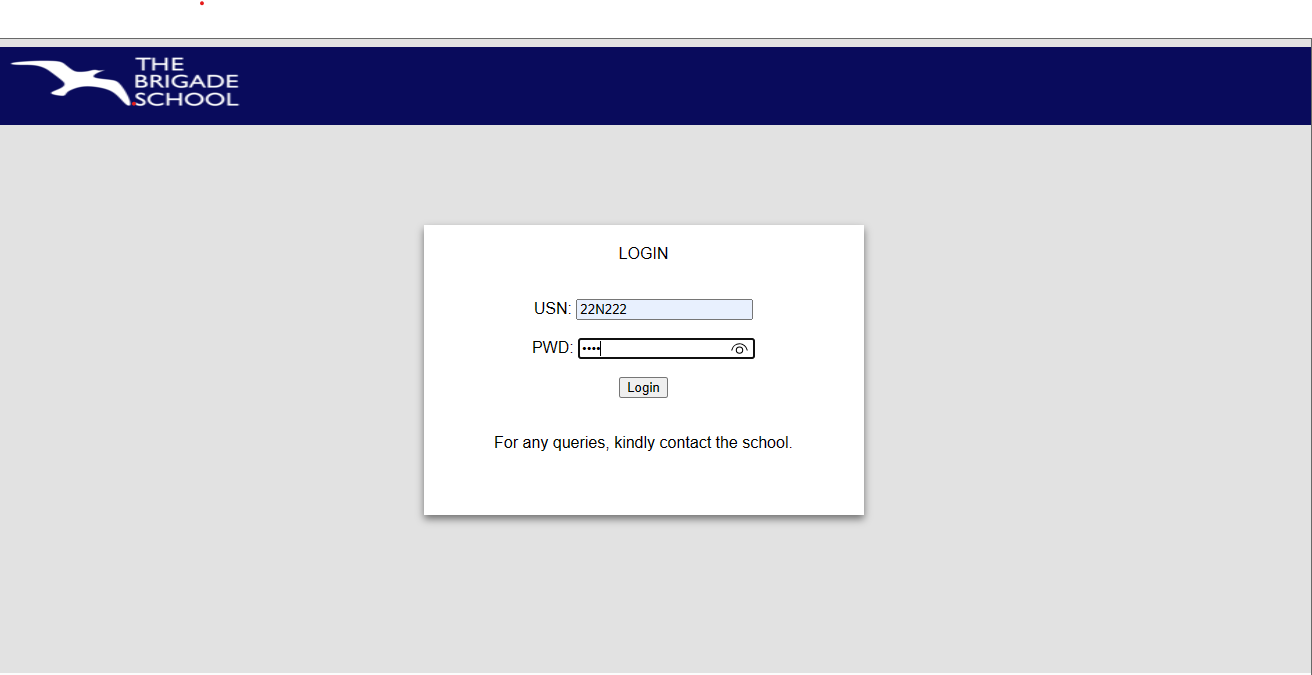 THE
BRIGADE
SCHOOL
LOGIN
USN: 22N222
PWD: ••••
Login
For any queries, kindly contact the school.